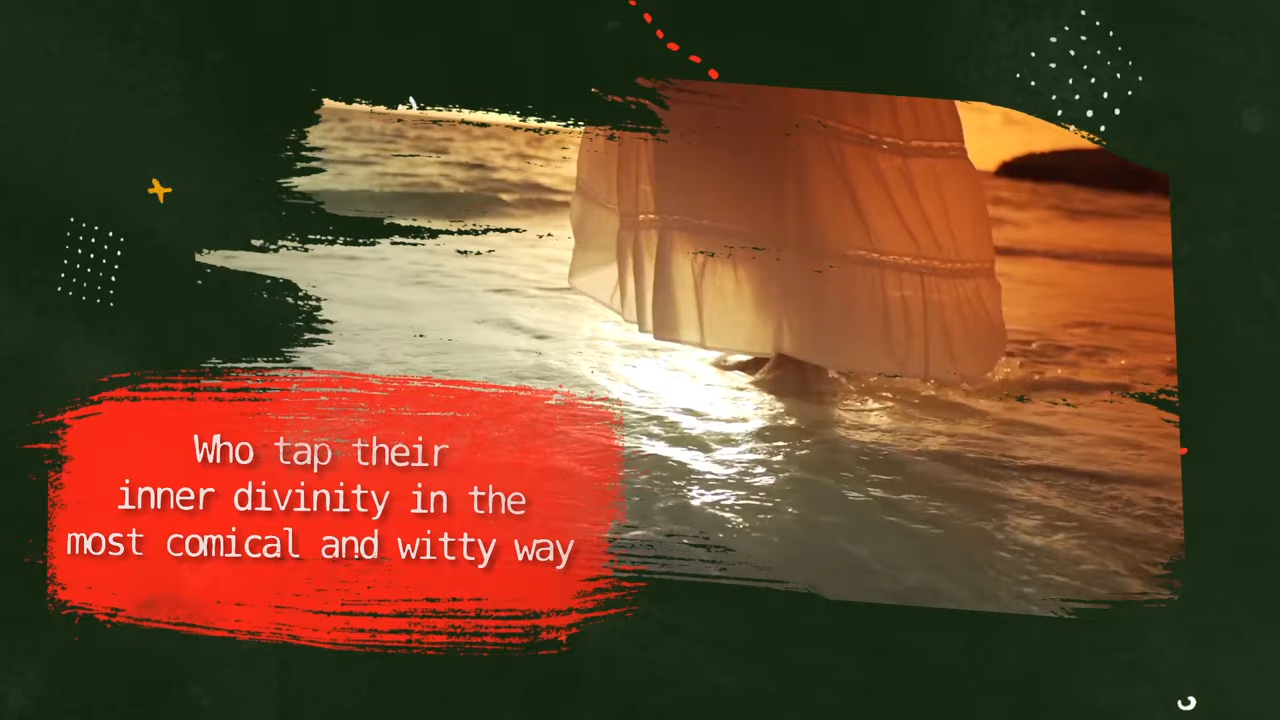 Who tap their
inner divinity in the
most comical and witty way